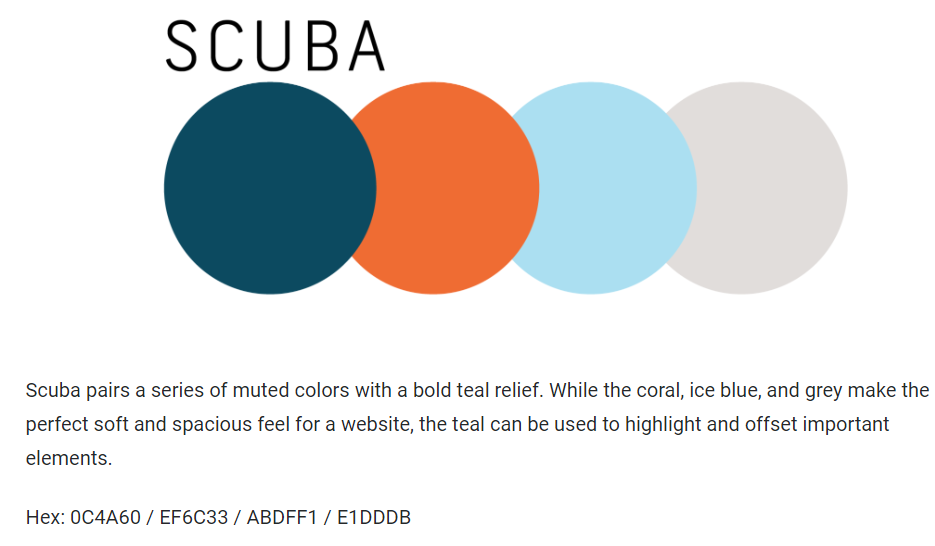 SCUBA
Scuba pairs a series of muted colors with a bold teal relief. While the coral, ice blue, and grey make the
perfect soft and spacious feel for a website, the teal can be used to highlight and offset important
elements.
Hex: 0C4A60 / EF6C33 / ABDFF1 / E1DDDB